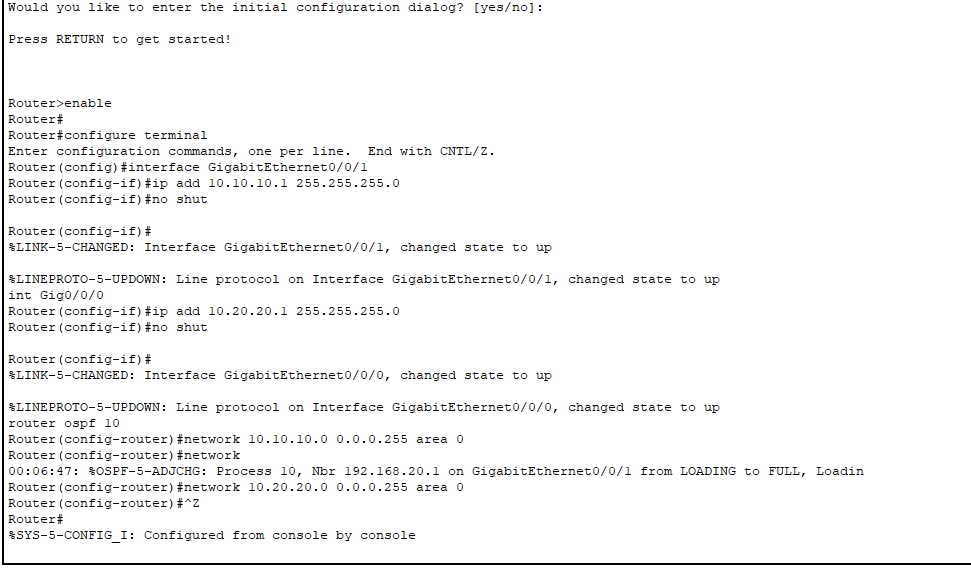 Would you like to enter the initial configuration dialog? [yes/no]:
Press RETURN to get started!
Router>enable
Router#
Router#configure terminal
Enter configuration commands, one per line.  End with CNTL/Z.
Router(config)#interface GigabitEthernet0/0/1
Router(config-if)#ip add 10.10.10.1 255.255.255.0
Router(config-if)#no shut
Router(config-if)#
%LINK-5-CHANGED: Interface GigabitEthernet0/0/1, changed state to up
%LINEPROTO-5-UPDOWN: Line protocol on Interface GigabitEthernet0/0/1, changed state to up
int Gig0/0/0
Router(config-if)#ip add 10.20.20.1 255.255.255.0
Router(config-if)#no shut
Router(config-if)#
%LINK-5-CHANGED: Interface GigabitEthernet0/0/0, changed state to up
%LINEPROTO-5-UPDOWN: Line protocol on Interface GigabitEthernet0/0/0, changed state to up
router ospf 10
Router(config-router)#network 10.10.10.0 0.0.0.255 area 0
Router(config-router)#network
00:06:47: %OSPF-5-ADJCHG: Process 10, Nbr 192.168.20.1 on GigabitEthernet0/0/1 from LOADING to FULL, Loadin
Router(config-router)#network 10.20.20.0 0.0.0.255 area 0
Router(config-router)#^Z
Router#
%SYS-5-CONFIG_I: Configured from console by console